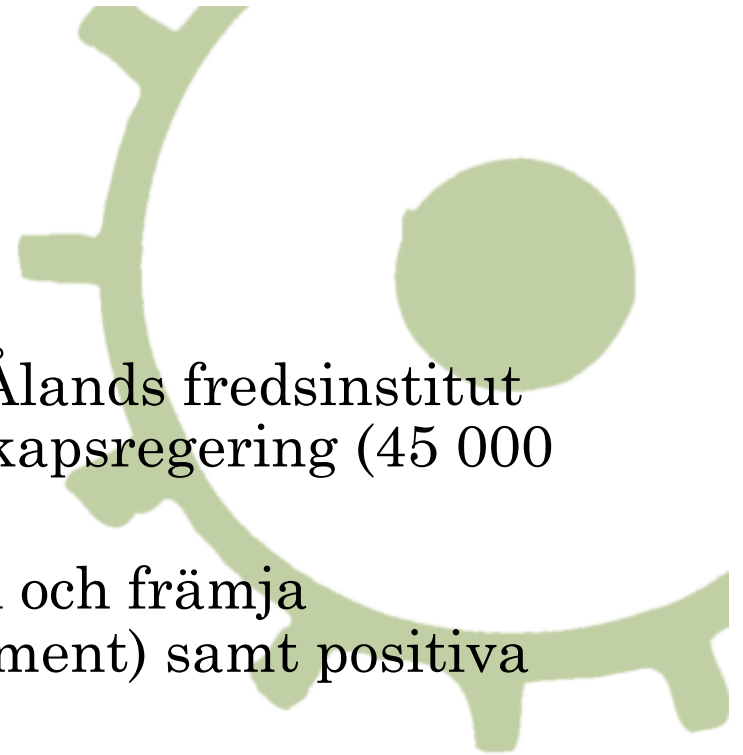 Ålands fredsinstitut
kapsregering (45 000
och främja
ment) samt positiva